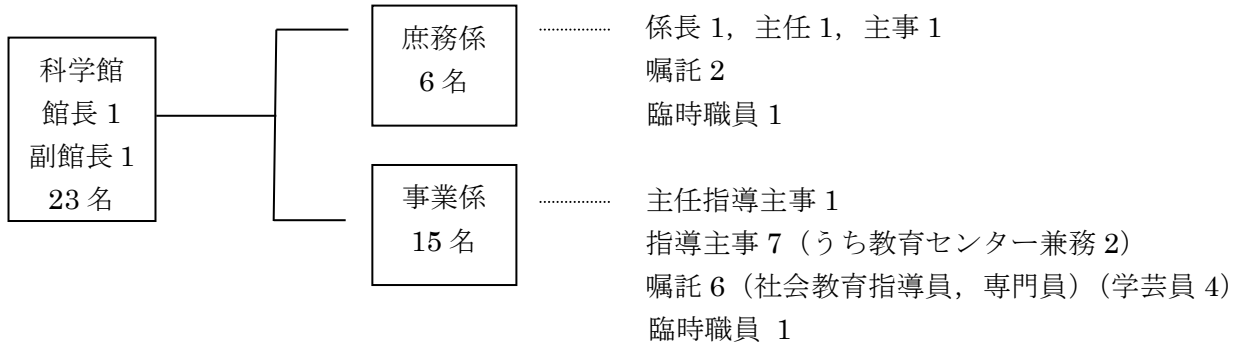 科学館
館長 1
副館長 1
23 名
庶務係
6 名
係長 1，主任 1，主事 1
嘱託 2
臨時職員 1
事業係
15 名
主任指導主事 1
指導主事 7（うち教育センター兼務 2）
嘱託 6（社会教育指導員，専門員）（学芸員 4）
臨時職員 1